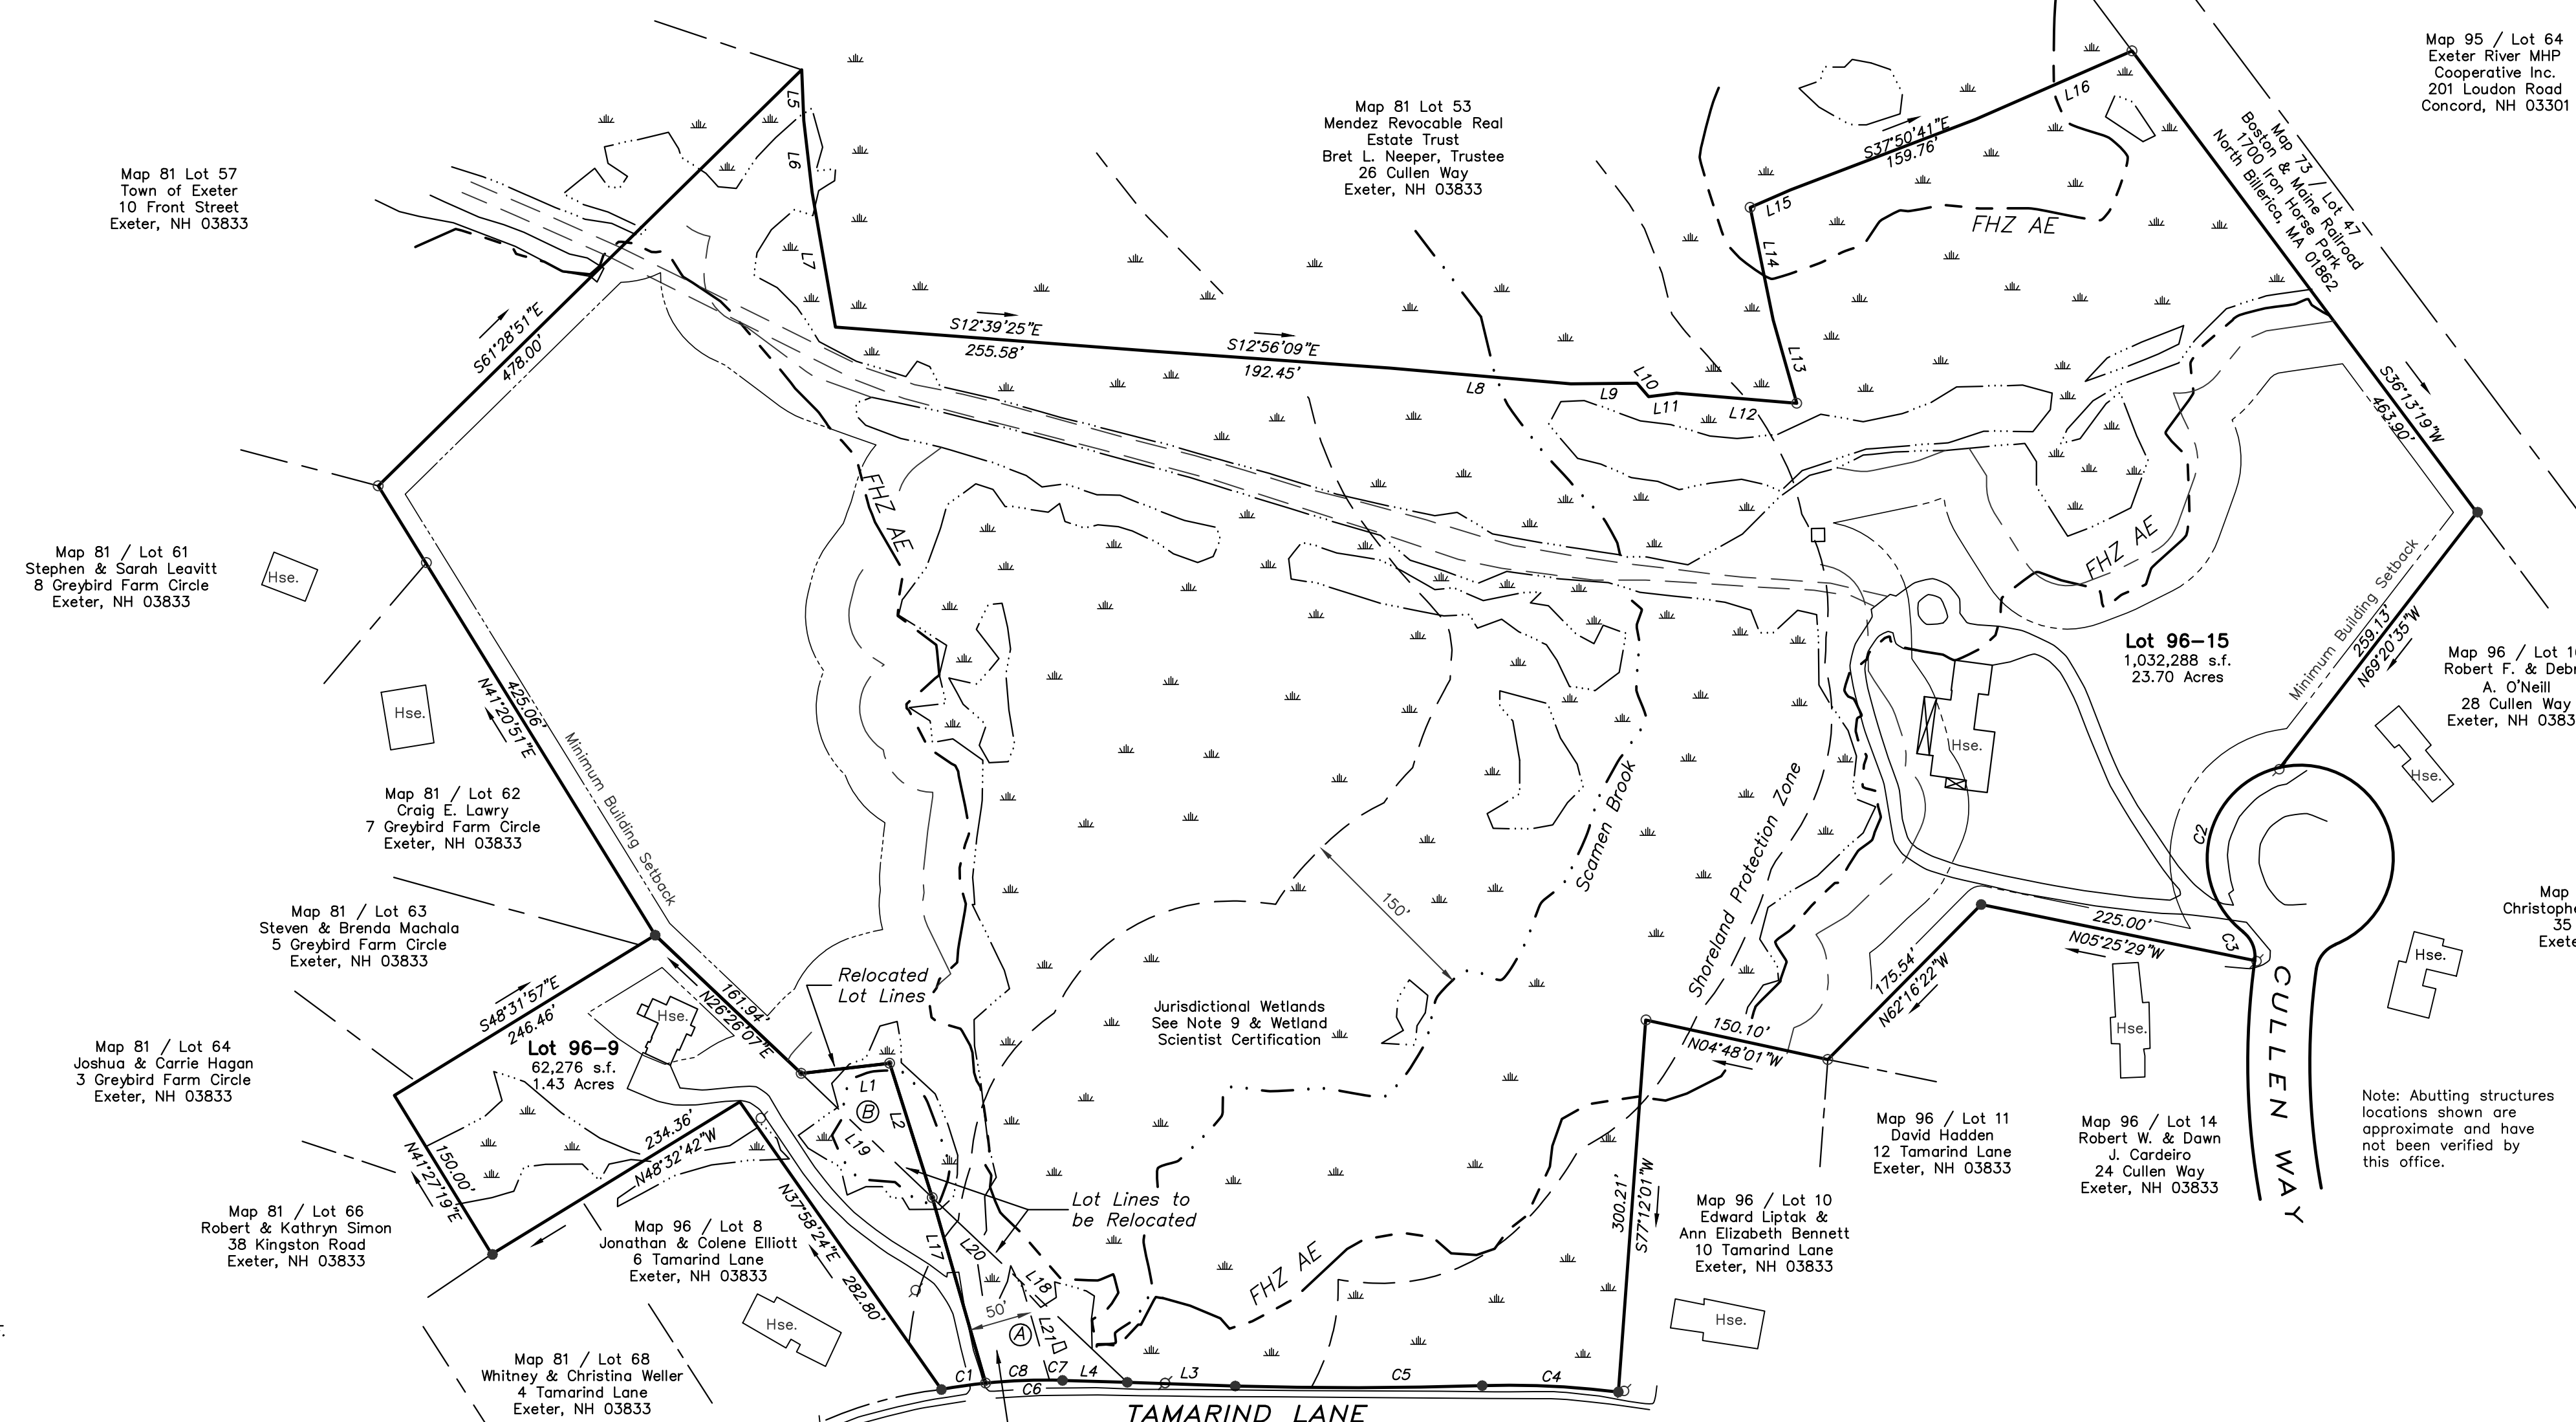 Map 95 / Lot 64
Exeter River MHP
Cooperative Inc.
201 Loudon Road
Concord, NH 03301
Map 81 Lot 53
Mendez Revocable Real
Estate Trust
Bret L. Neeper, Trustee
26 Cullen Way
Exeter, NH 03833
Map 81 Lot 57
Town of Exeter
10 Front Street
Exeter, NH 03833
Map 73 / Lot 47
Boston & Maine Railroad
1700 Iron Horse Park
North Billerica, MA 01862
L5
L6
L7
L16
S37°50'41"E
159.76'
L15
L14
L13
FHZ AE
S61°28'51"E
478.00'
S12°39'25"E
255.58'
S12°56'09"E
192.45'
L8
L9
L10
L11
L12
S36°13'19"W
463.90'
FHZ AE
FHZ AE
Map 81 / Lot 61
Stephen & Sarah Leavitt
8 Greybird Farm Circle
Exeter, NH 03833
Hse.
Hse.
425.06'
N41°20'51"E
Minimum Building Setback
Minimum Building Setback
259.13'
N69°20'35"W
Lot 96-15
1,032,288 s.f.
23.70 Acres
Map 96 / Lot
Robert F. &
A. O'Neill
28 Cullen Way
Exeter, NH
Hse.
Hse.
Map 81 / Lot 62
Craig E. Lawry
7 Greybird Farm Circle
Exeter, NH 03833
Scamen Brook
Shoreland Protection Zone
C2
C3
150'
Map 81 / Lot 63
Steven & Brenda Machala
5 Greybird Farm Circle
Exeter, NH 03833
Map
35
225.00'
N05°25'29"W
Hse.
175.54'
N62°16'22"W
CULLEN WAY
Relocated
Lot Lines
161.94'
N26°26'07"E
S48°31'57"E
246.46'
Hse.
Lot 96-9
62,276 s.f.
1.43 Acres
Jurisdictional Wetlands
See Note 9 & Wetland
Scientist Certification
150.10'
N04°48'01"W
Hse.
Map 81 / Lot 64
Joshua & Carrie Hagan
3 Greybird Farm Circle
Exeter, NH 03833
L1
B
L2
L19
Note: Abutting structures
locations shown are
approximate and have
not been verified by
this office.
Map 96 / Lot 11
David Hadden
12 Tamarind Lane
Exeter, NH 03833
Map 96 / Lot 14
Robert W. & Dawn
J. Cardeiro
24 Cullen Way
Exeter, NH 03833
234.36'
N48°32'42"W
150.00'
N41°27'19"E
N37°58'24"E
282.80'
Lot Lines to
be Relocated
300.21'
S77°12'01"W
Map 81 / Lot 66
Robert & Kathryn Simon
38 Kingston Road
Exeter, NH 03833
Map 96 / Lot 8
Jonathan & Colene Elliott
6 Tamarind Lane
Exeter, NH 03833
Map 96 / Lot 10
Edward Liptak &
Ann Elizabeth Bennett
10 Tamarind Lane
Exeter, NH 03833
L17
L20
L18
FHZ AE
50'
A
L21
Hse.
Hse.
Map 81 / Lot 68
Whitney & Christina Weller
4 Tamarind Lane
Exeter, NH 03833
C1
C8
C7
L4
L3
C5
C4
C6
TAMARIND LANE